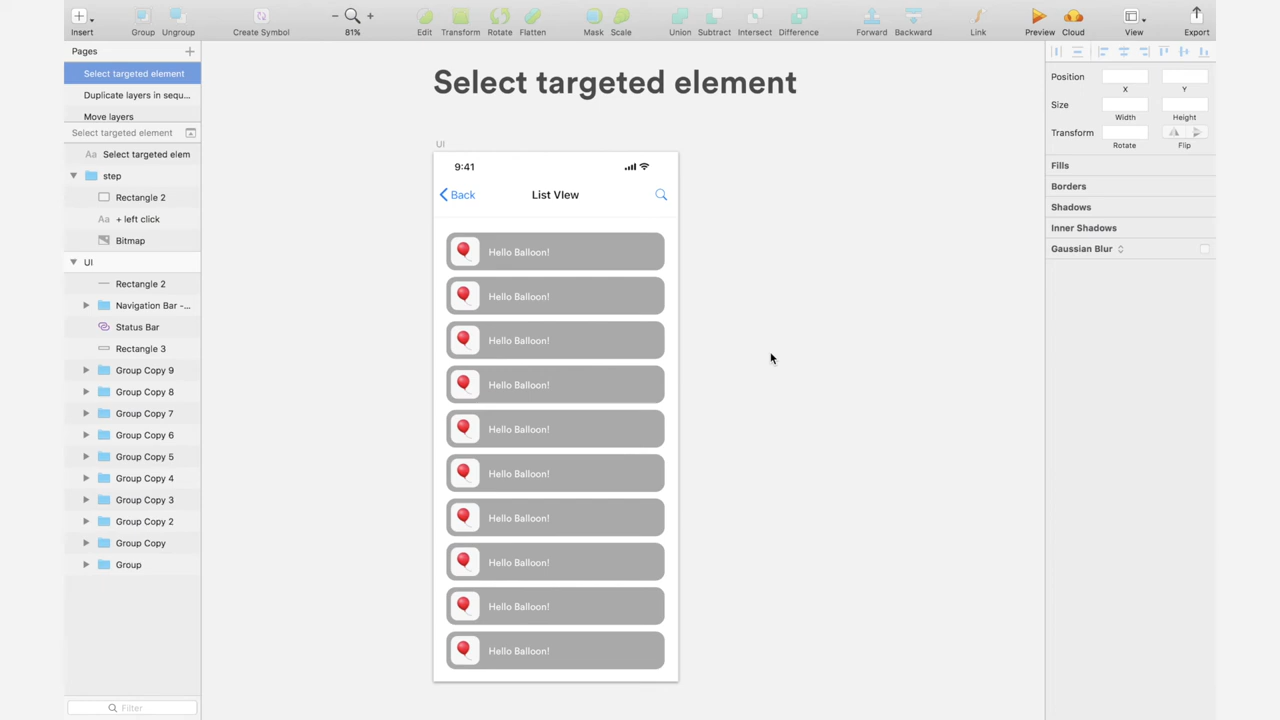 Insert
Group
Ungroup
Create Symbol
81%
Edit
Transform
Rotate
Flatten
Mask
Scale
Union
Subtract
Intersect
Difference
Forward
Backward
Link
Preview
Cloud
View
Export
Pages
Select targeted element
Duplicate layers in sequ...
Move layers
Select targeted element
Aa Select targeted elem
step
Rectangle 2
Aa + left click
Bitmap
UI
Rectangle 2
Navigation Bar -...
Status Bar
Rectangle 3
Group Copy 9
Group Copy 8
Group Copy 7
Group Copy 6
Group Copy 5
Group Copy 4
Group Copy 3
Group Copy 2
Group Copy
Group
Filter
Select targeted element
UI
9:41
Back
List VIew
Hello Balloon!
Hello Balloon!
Hello Balloon!
Hello Balloon!
Hello Balloon!
Hello Balloon!
Hello Balloon!
Hello Balloon!
Hello Balloon!
Hello Balloon!
Position
X
Y
Size
Width
Height
Transform
Rotate
Flip
Fills
Borders
Shadows
Inner Shadows
Gaussian Blur